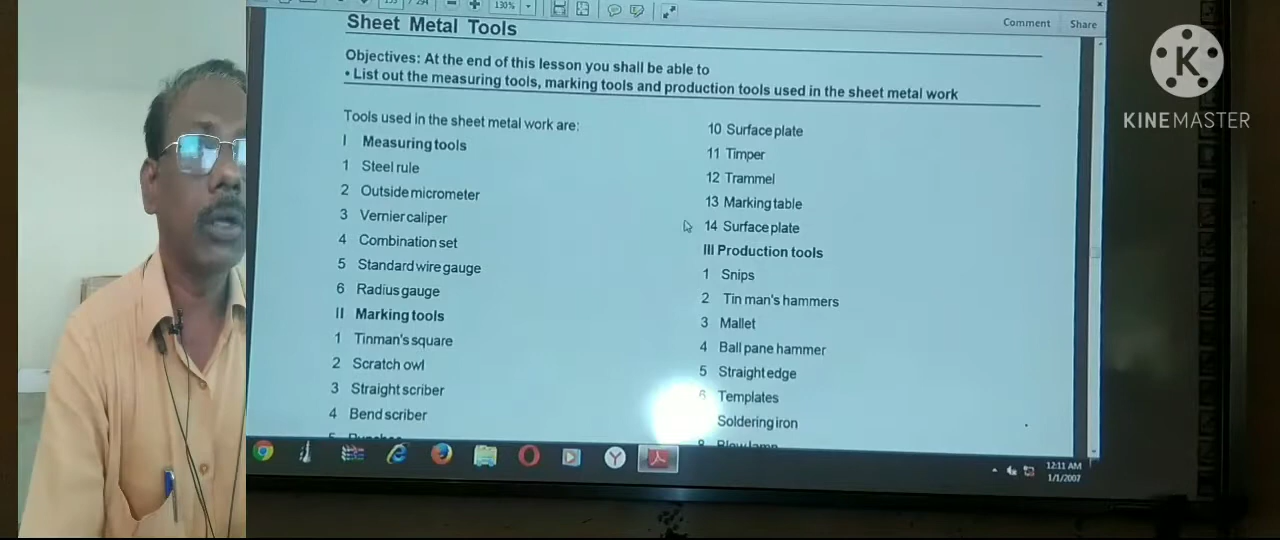 130%
Comment
Share
Sheet Metal Tools
Objectives: At the end of this lesson you shall be able to
• List out the measuring tools, marking tools and production tools used in the sheet metal work
Tools used in the sheet metal work are:
I Measuring tools
1 Steel rule
2 Outside micrometer
3 Vernier caliper
4 Combination set
5 Standard wire gauge
6 Radius gauge
II Marking tools
1 Tinman's square
2 Scratch owl
3 Straight scriber
4 Bend scriber
10 Surface plate
11 Timper
12 Trammel
13 Marking table
14 Surface plate
III Production tools
1 Snips
2 Tin man's hammers
3 Mallet
4 Ball pane hammer
5 Straight edge
6 Templates
Soldering iron
8 Blow lamp
12:11 AM
1/1/2007
K
KINEMASTER